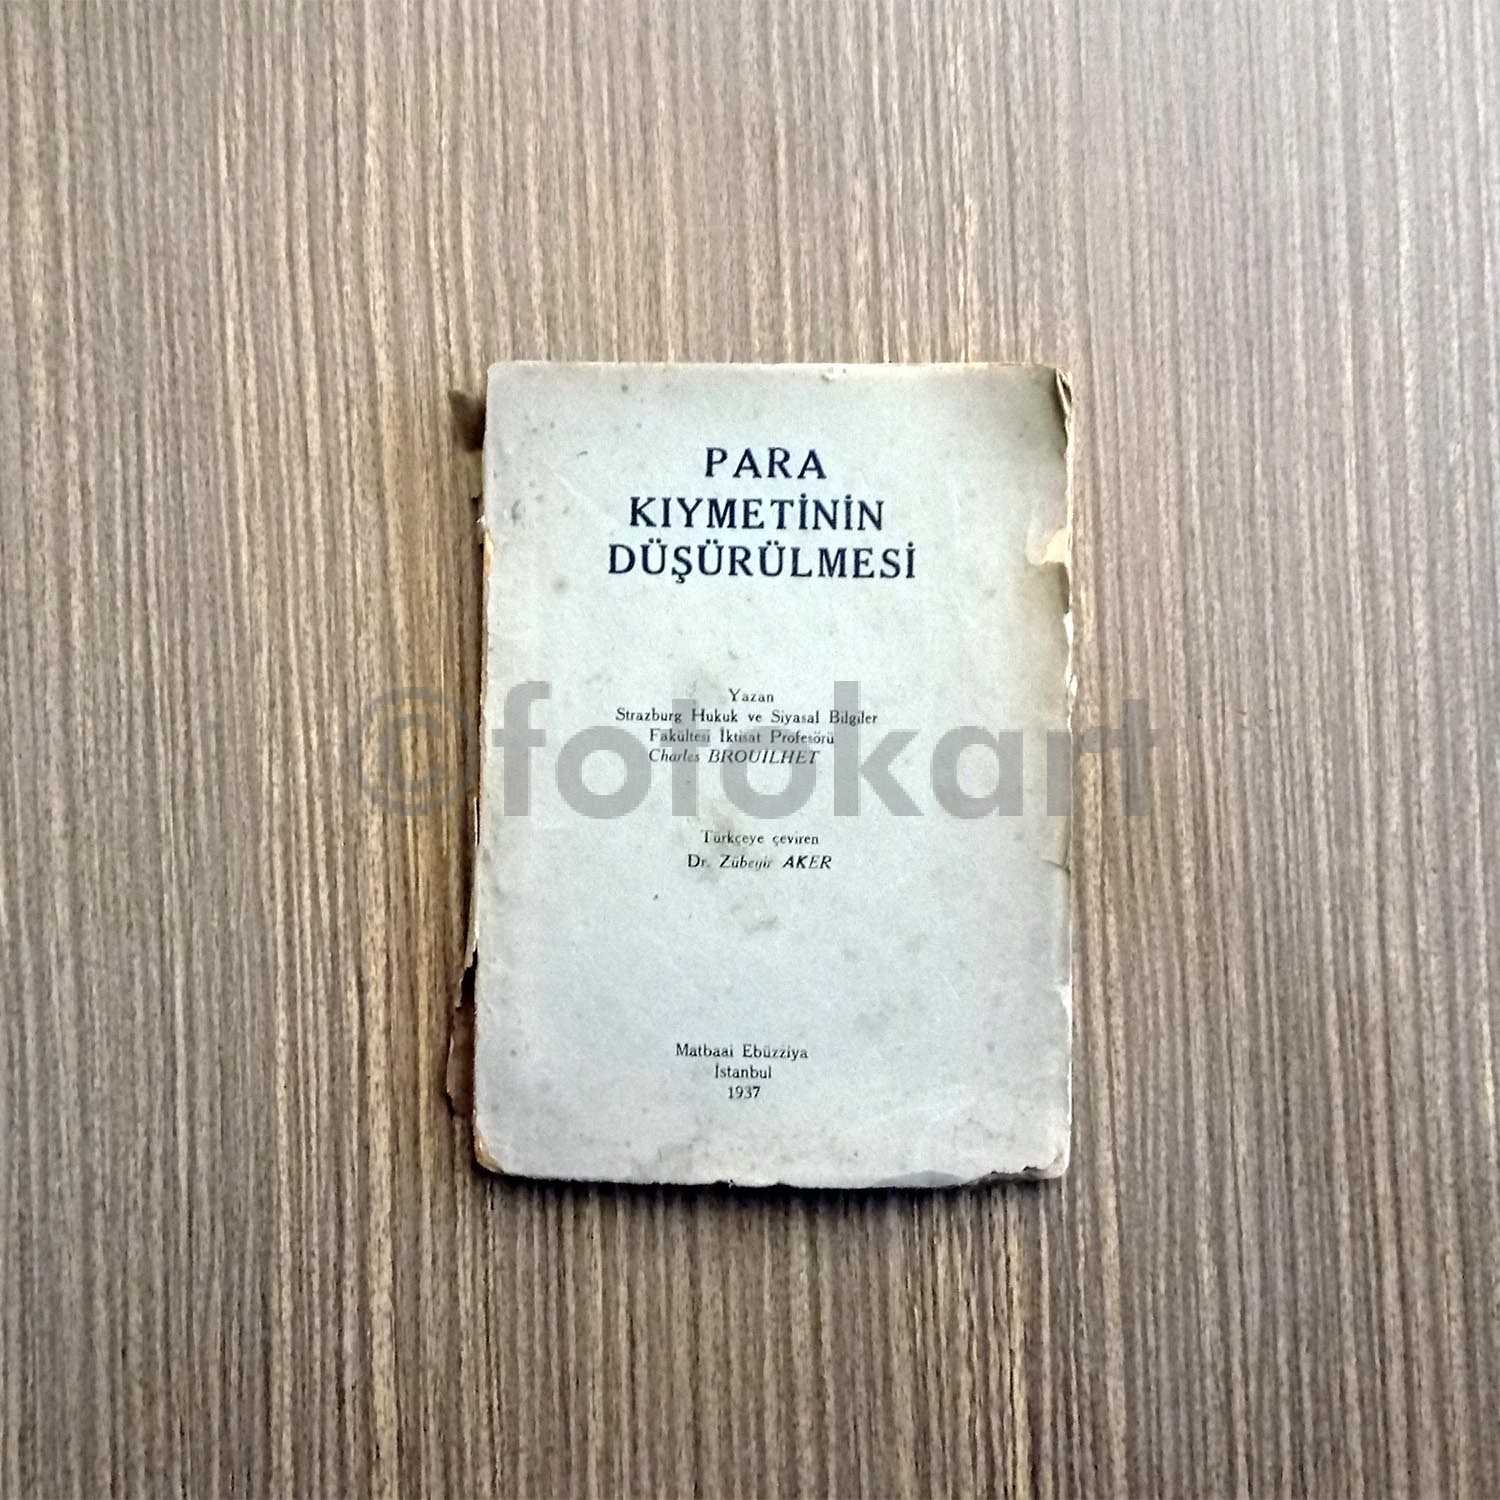 PARA
KIYMETİNİN
DÜŞÜRÜLMESİ
Yazan
Strazburg Hukuk ve Siyasal Bilgiler
Fakültesi İktisat Profesörü
Charles BROUILHET
©fotokart
Türkçeye çeviren
Dr. Zübeyir AKER
Matbaai Ebüzziya
İstanbul
1937